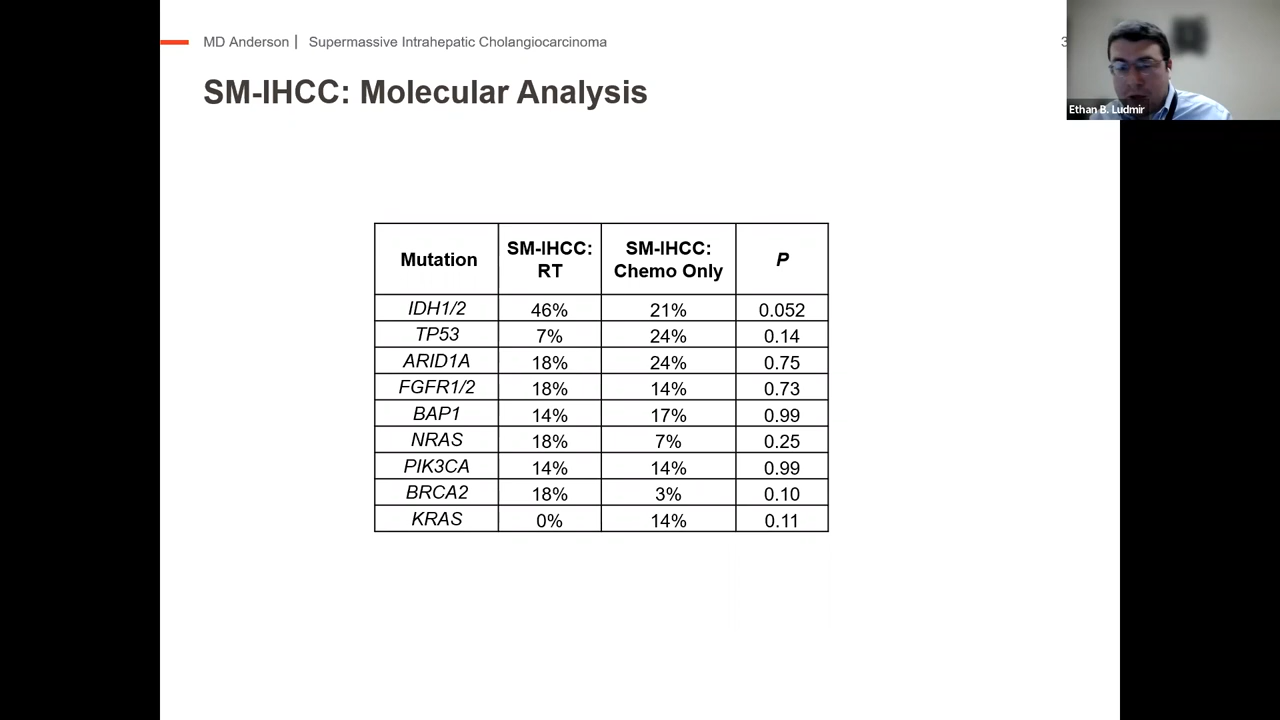 MD Anderson | Supermassive Intrahepatic Cholangiocarcinoma
3
Ethan B. Ludmir
SM-IHCC: Molecular Analysis
Mutation SM-IHCC: RT SM-IHCC: Chemo Only P
IDH1/2 46% 21% 0.052
TP53 7% 24% 0.14
ARID1A 18% 24% 0.75
FGFR1/2 18% 14% 0.73
BAP1 14% 17% 0.99
NRAS 18% 7% 0.25
PIK3CA 14% 14% 0.99
BRCA2 18% 3% 0.10
KRAS 0% 14% 0.11